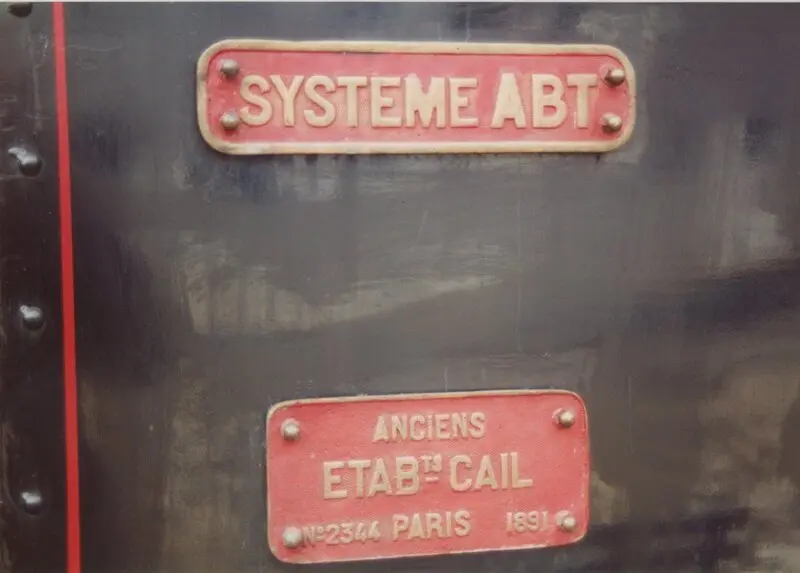 SYSTEME ABT
ANCIENS
ETABTS CAIL
No2344 PARIS 1891